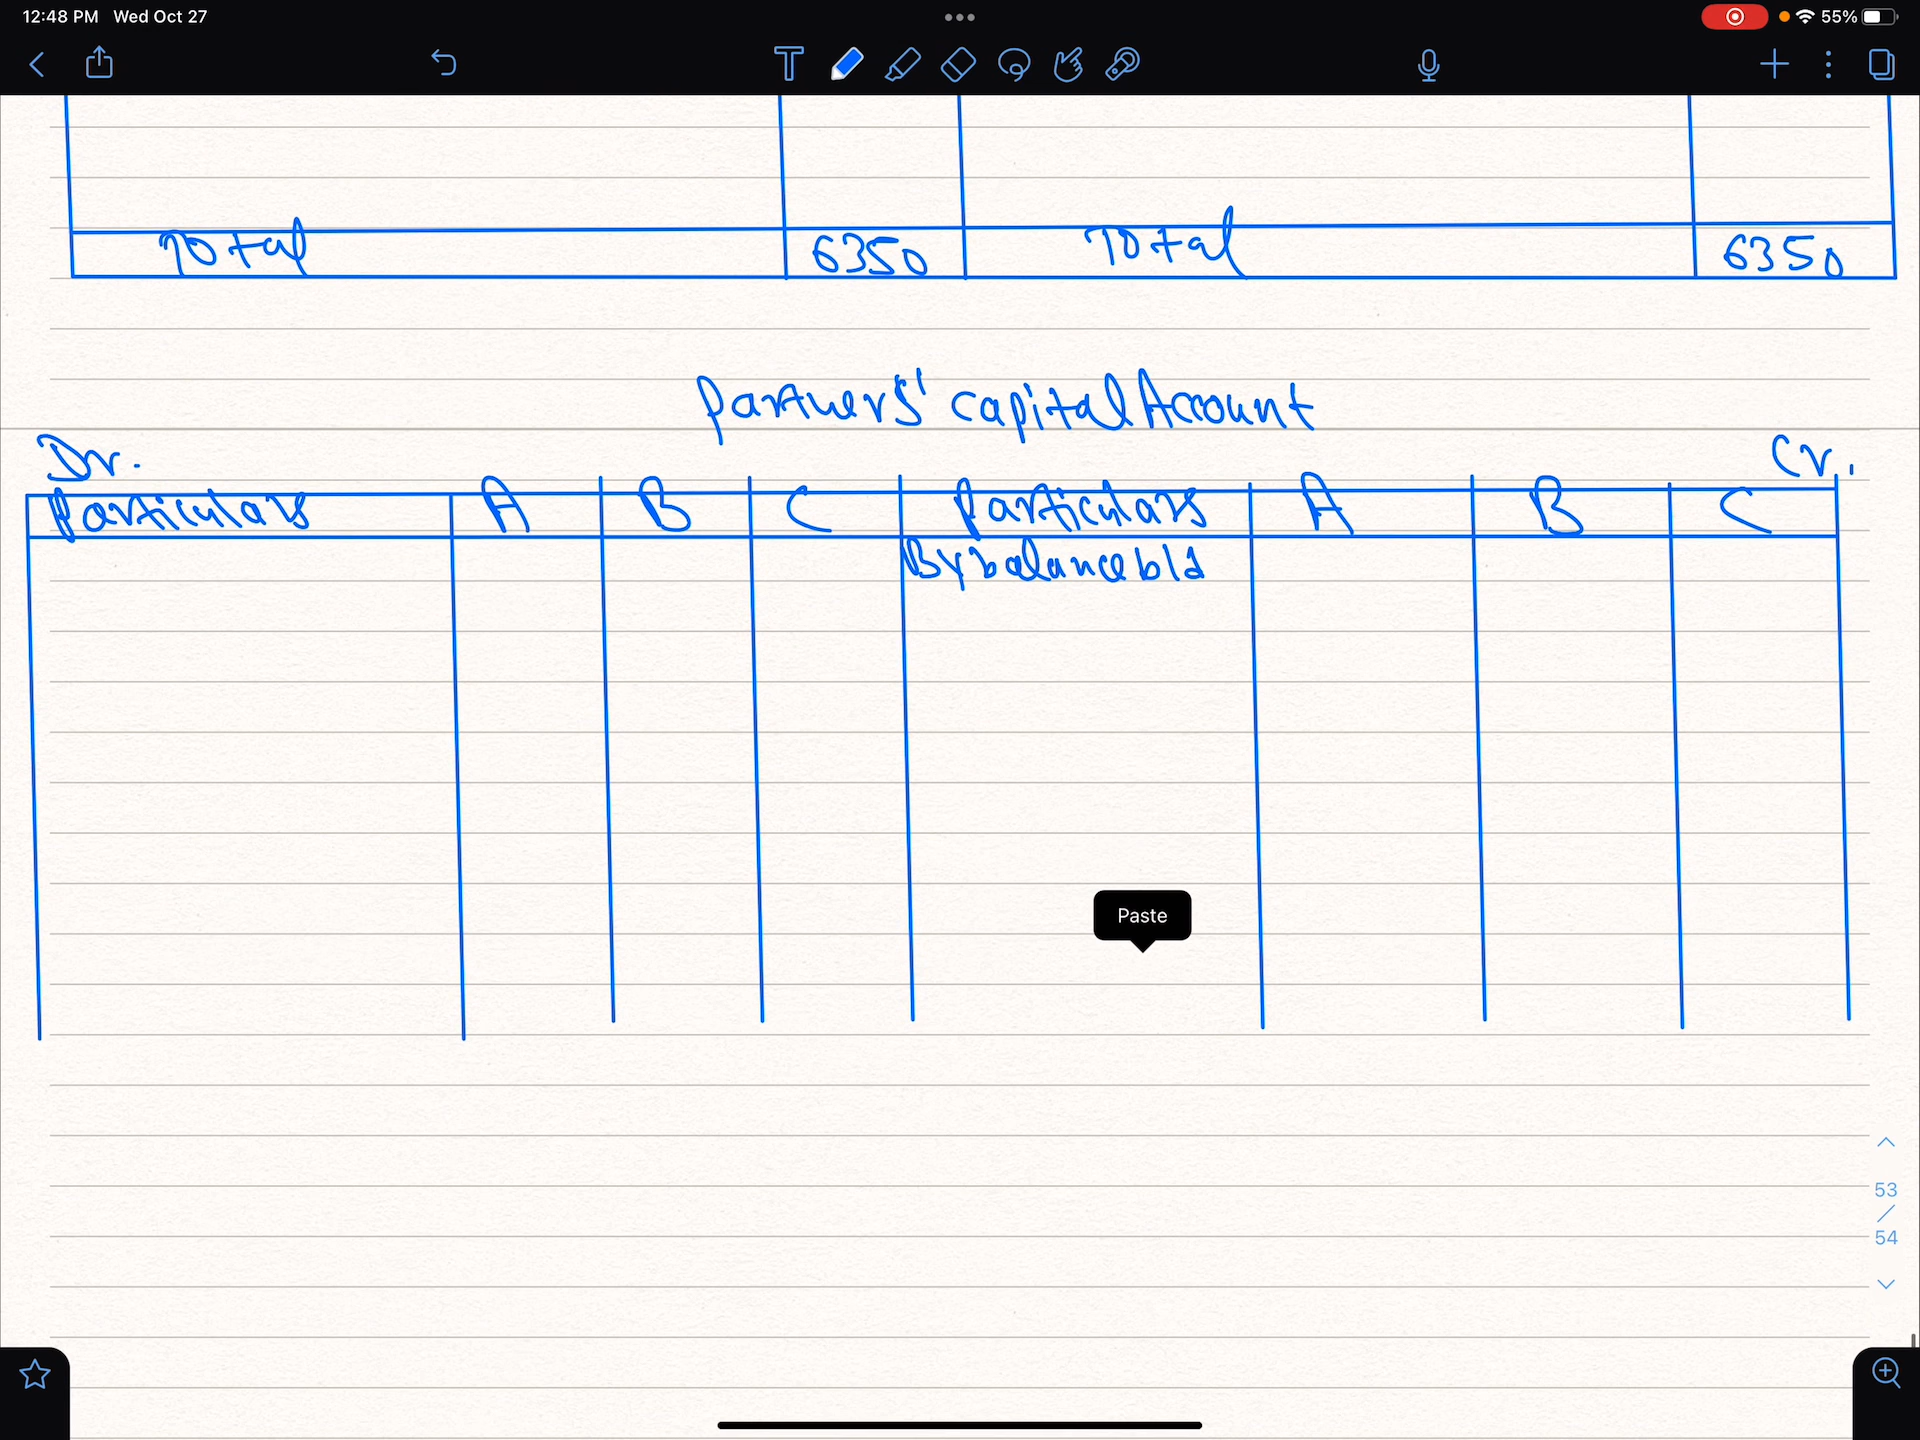 12:48 PM Wed Oct 27
55%
Total 6350 Total 6350
Partners' capital Account
Dr. Cr.
Particulars A B C Particulars A B C
By balance b/d
Paste
53
/
54